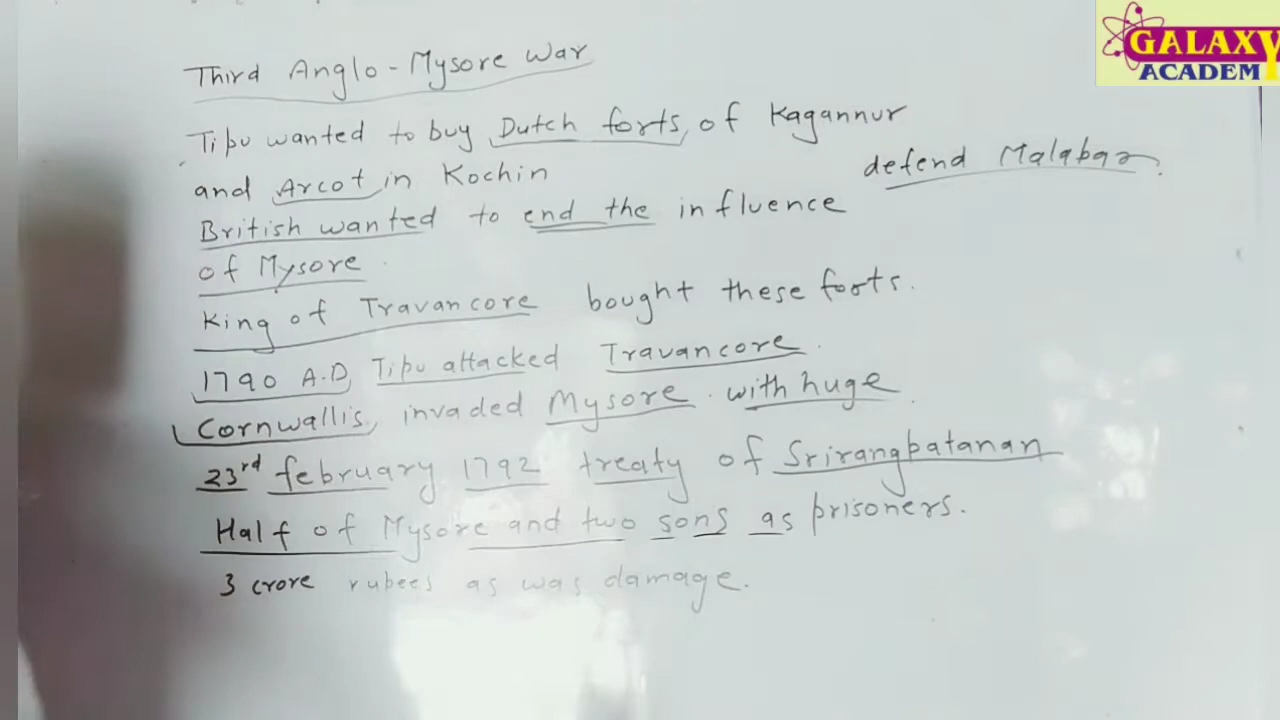 GALAXY
ACADEMY
Third Anglo-Mysore War
Tipu wanted to buy Dutch forts, of Kagannur
and Arcot in Kochin
defend Malabar.
British wanted to end the influence
of Mysore.
King of Travancore bought these forts.
1790 A.D, Tipu attacked Travancore.
Cornwallis, invaded Mysore with huge
23rd february 1792 treaty of Srirangpatanan
Half of Mysore and two sons as prisoners.
3 crore rupees as was damage.